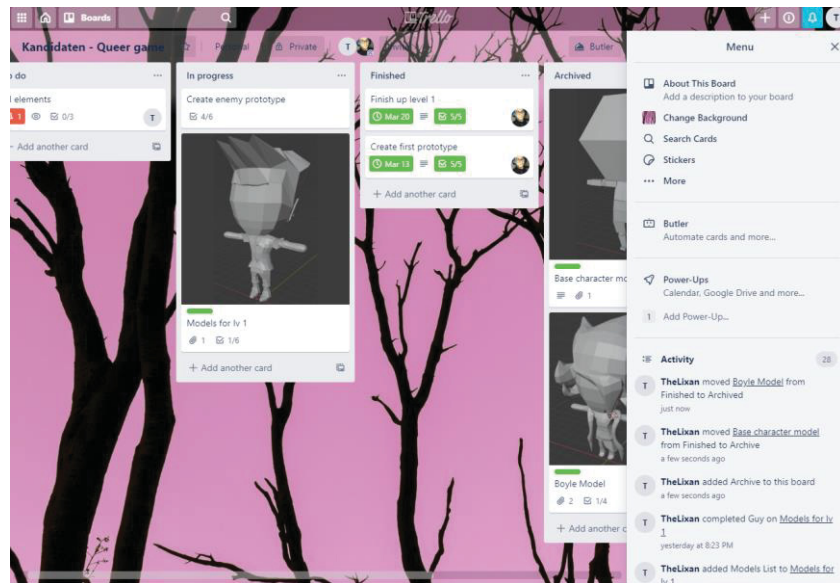 Boards
Trello
Kandidaten - Queer game
Personal
Private
T
Invite
Butler
do
elements
1
0/3
T
Add another card
In progress
...
Create enemy prototype
4/6
Models for lv 1
1
1/6
+ Add another card
Finished
...
Finish up level 1
Mar 20
5/5
Create first prototype
Mar 13
5/5
+ Add another card
Archived
Base character mo
1
Boyle Model
2
1/4
+ Add another c
T
Menu
X
About This Board
Add a description to your board
Change Background
Search Cards
Stickers
... More
Butler
Automate cards and more...
Power-Ups
Calendar, Google Drive and more...
1 Add Power-Up...
Activity
28
T
TheLixan moved Boyle Model from
Finished to Archived
just now
T
TheLixan moved Base character model
from Finished to Archive
a few seconds ago
T
TheLixan added Archive to this board
a few seconds ago
T
TheLixan completed Guy on Models for lv
1
yesterday at 8:23 PM
T
TheLixan added Models List to Models for
lv 1